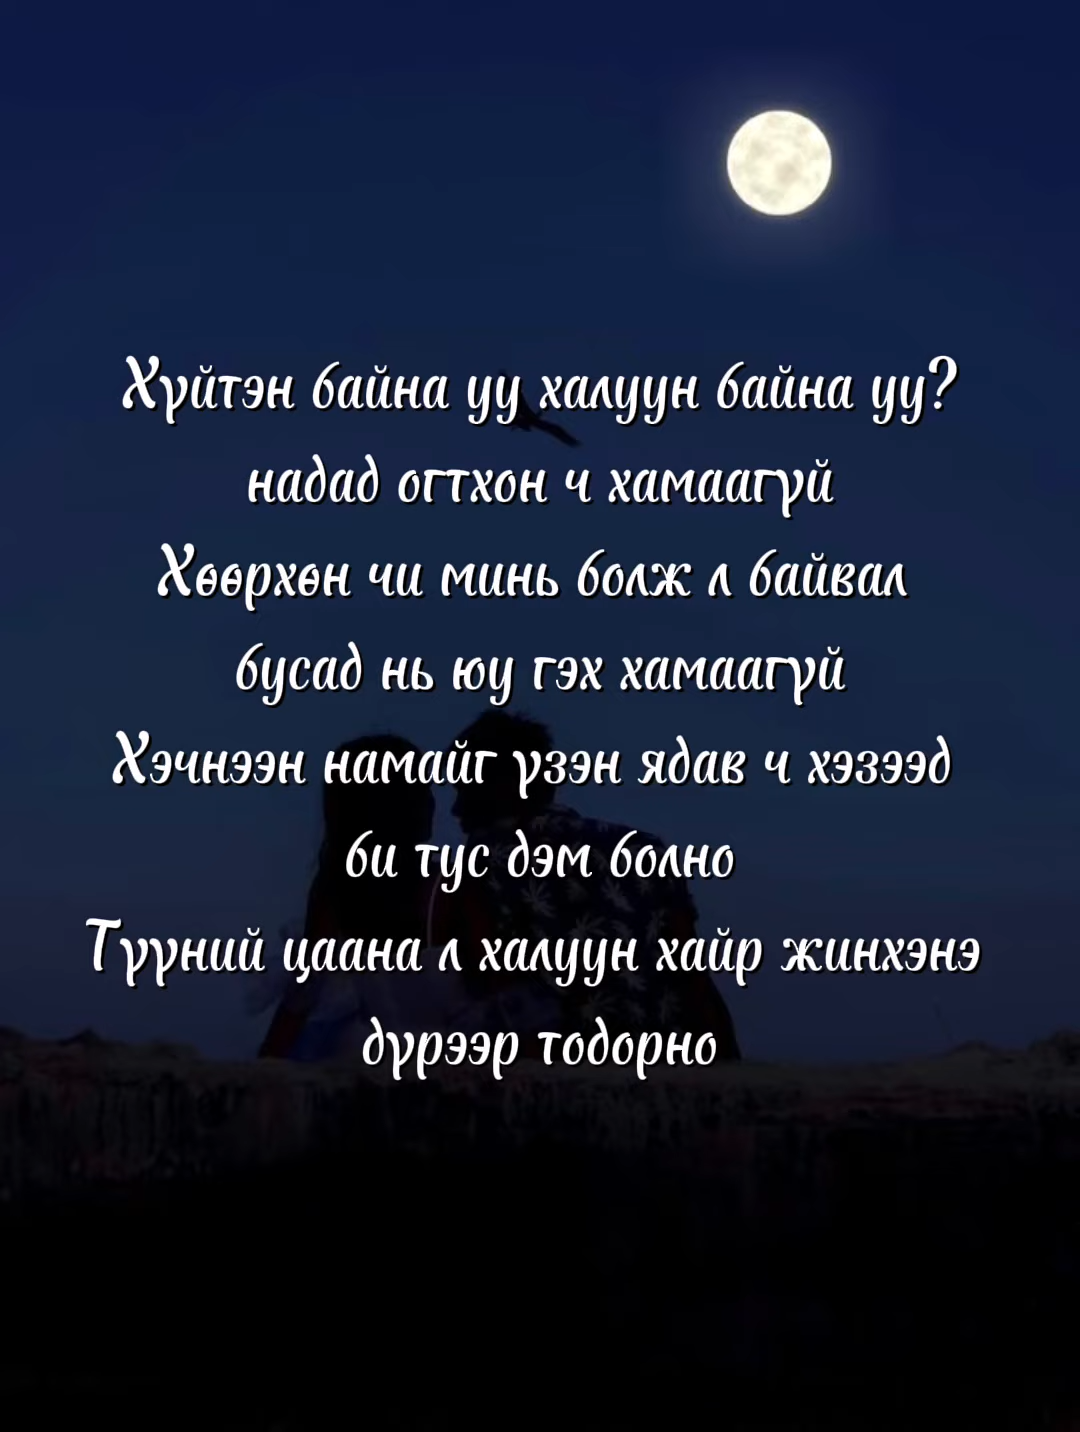 Хүйтэн байна уу халуун байна уу?
надад огтхон ч хамаагүй
Хөөрхөн чи минь болж л байвал
бусад нь юу гэх хамаагүй
Хэчнээн намайг үзэн ядав ч хэзээд
би тус дэм болно
Түүний цаана л халуун хайр жинхэнэ
дүрээр тодорно